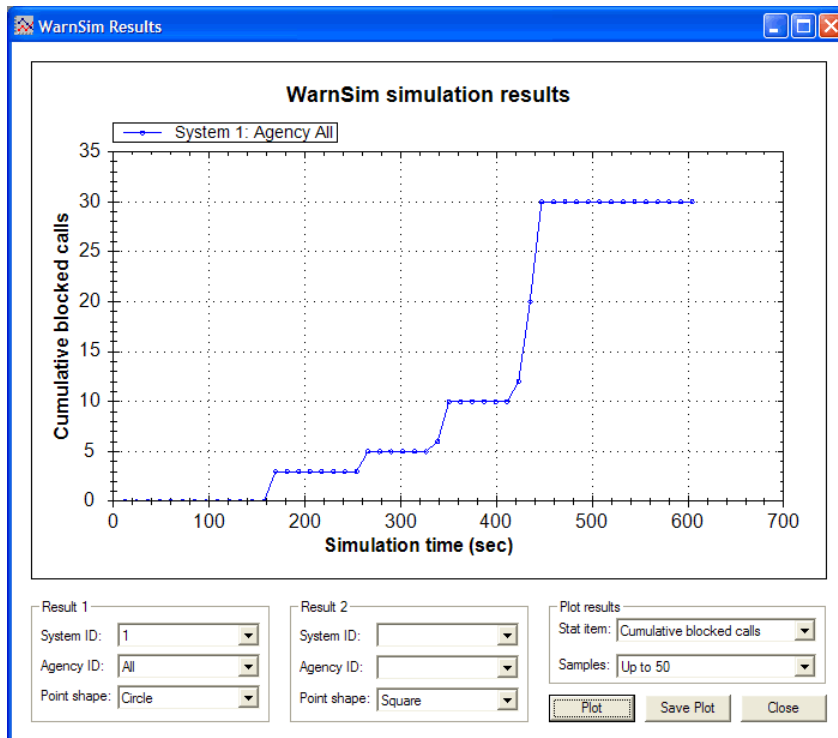 WarnSim Results
WarnSim simulation results
System 1: Agency All
35
30
25
20
15
10
5
0
Cumulative blocked calls
0 100 200 300 400 500 600 700
Simulation time (sec)
Result 1
System ID: 1
Agency ID: All
Point shape: Circle
Result 2
System ID:
Agency ID:
Point shape: Square
Plot results
Stat item: Cumulative blocked calls
Samples: Up to 50
Plot Save Plot Close